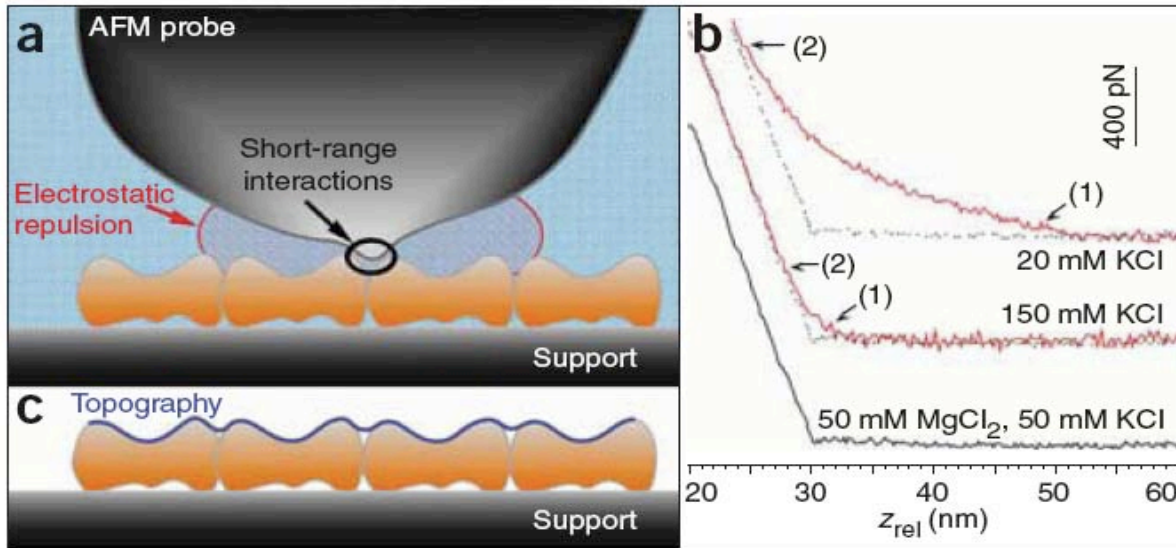 a
AFM probe
Short-range
interactions
Electrostatic
repulsion
Support
c
Topography
Support
b
(2)
400 pN
(1)
20 mM KCl
(2)
(1)
150 mM KCl
50 mM MgCl₂, 50 mM KCl
20 30 40 50 60
z_rel (nm)